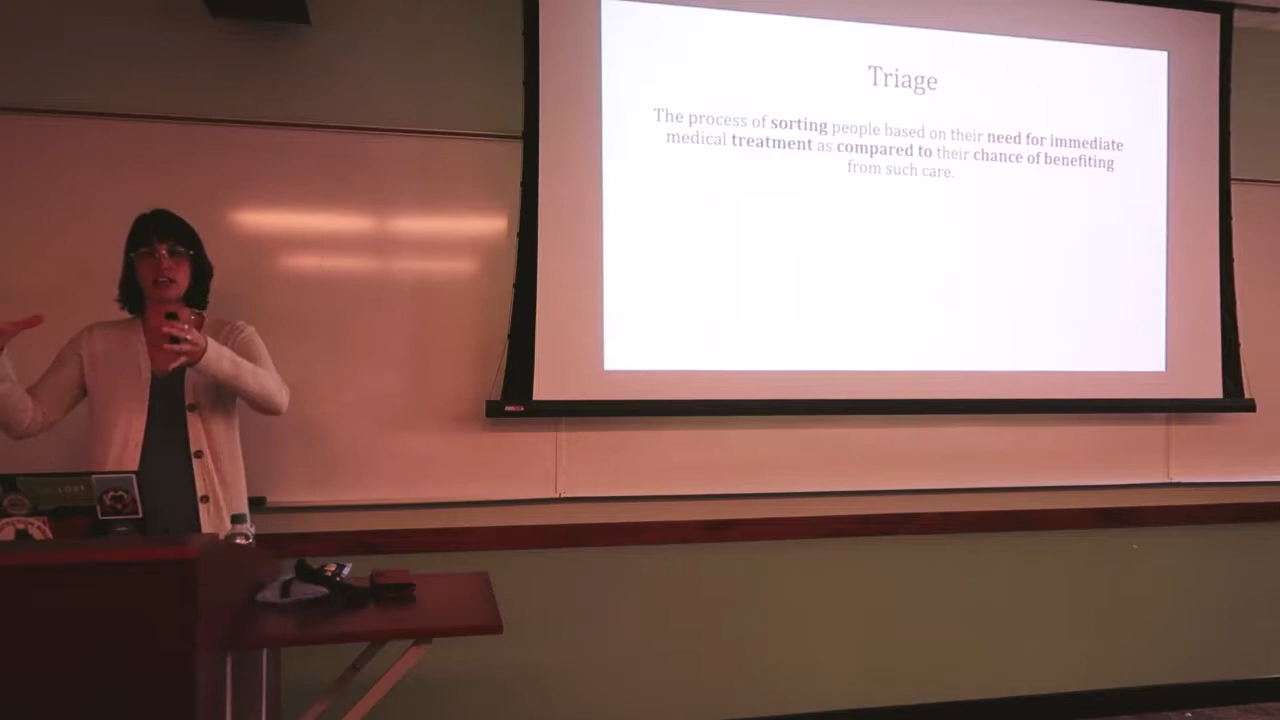 Triage
The process of sorting people based on their need for immediate
medical treatment as compared to their chance of benefiting
from such care.